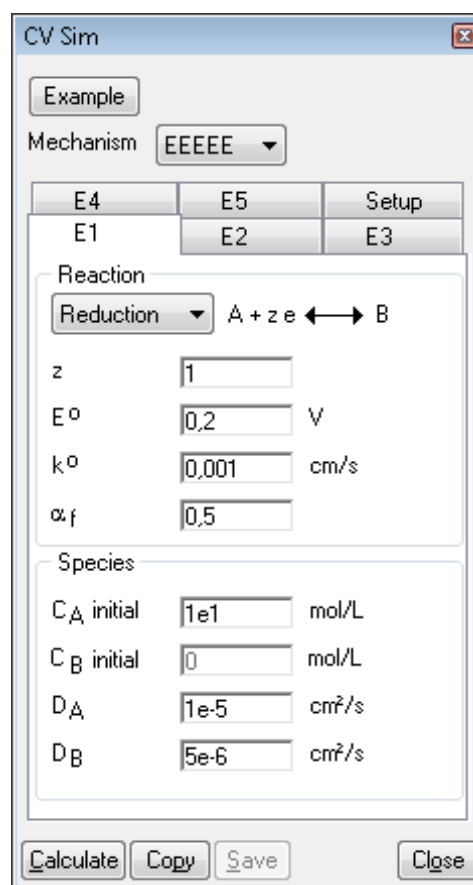 CV Sim
Example
Mechanism EEEEE
E4 E5 Setup
E1 E2 E3
Reaction
Reduction A + z e ⟷ B
z 1
Eº 0,2 V
kº 0,001 cm/s
αf 0,5
Species
CA initial 1e1 mol/L
CB initial 0 mol/L
DA 1e-5 cm²/s
DB 5e-6 cm²/s
Calculate Copy Save Close